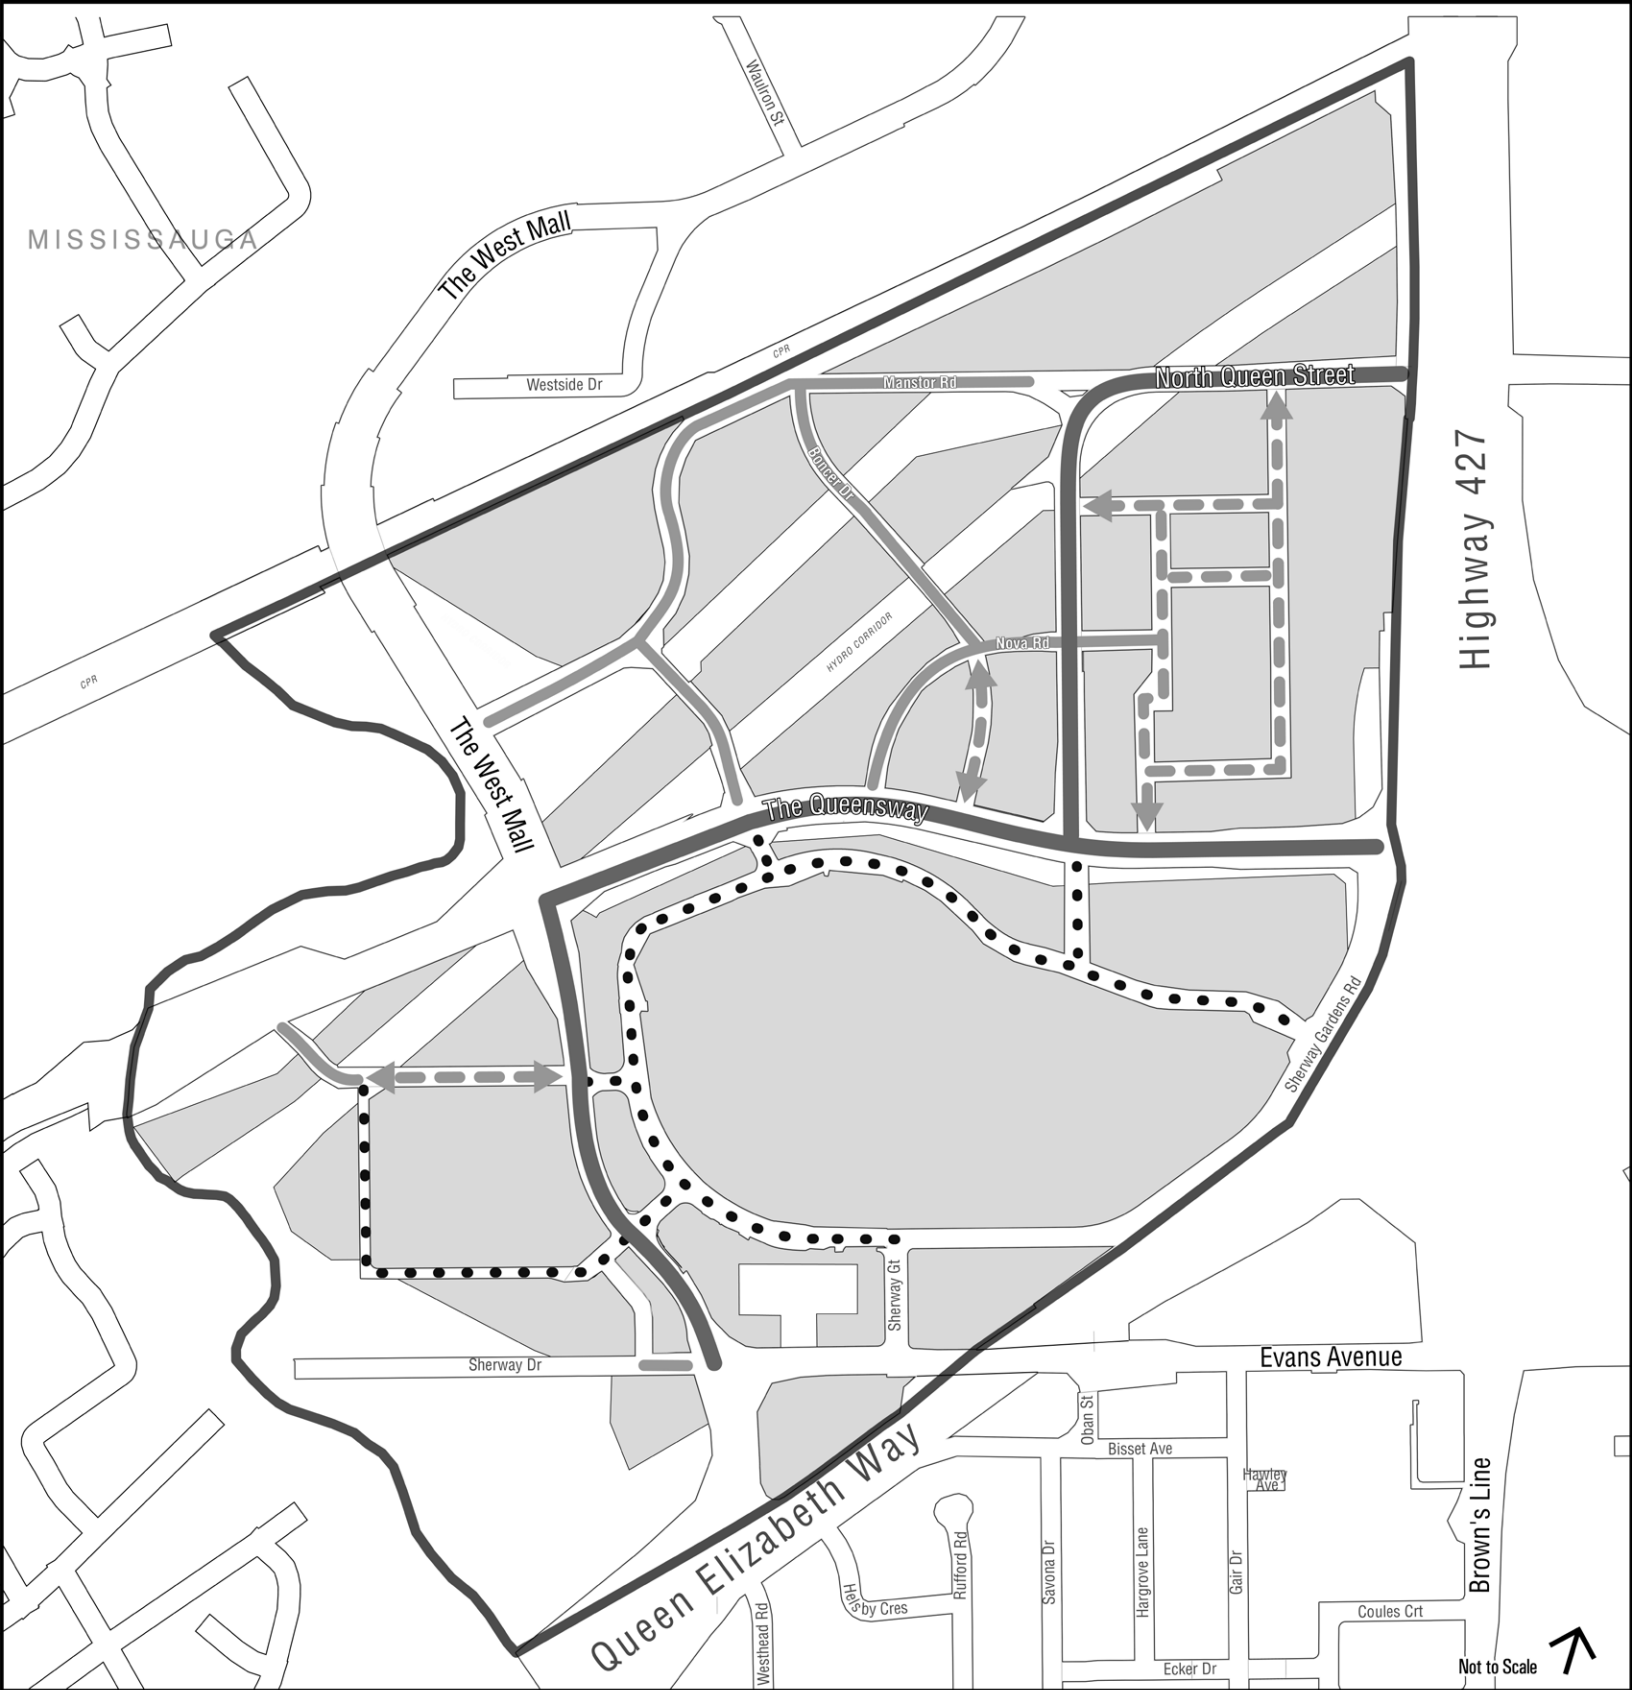 Waulron St
MISSISSAUGA
The West Mall
CPR
Westside Dr
Manstor Rd
North Queen Street
Boncer Dr
Highway 427
HYDRO CORRIDOR
Nova Rd
CPR
The West Mall
The Queensway
Sherway Gardens Rd
Sherway Gt
Sherway Dr
Evans Avenue
Oban St
Bisset Ave
Hawley
Ave
Queen Elizabeth Way
Brown's Line
Rufford Rd
Savona Dr
Hargrove Lane
Gair Dr
Helsby Cres
Westhead Rd
Coules Crt
Ecker Dr
Not to Scale